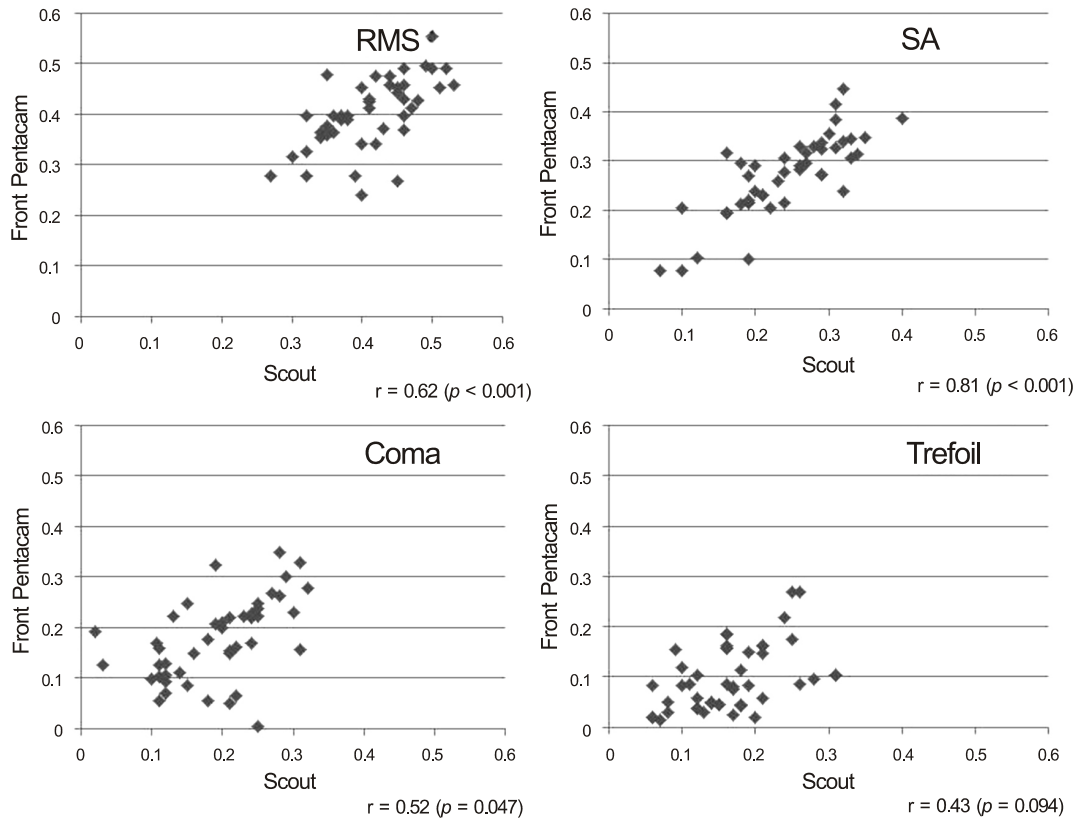 RMS
0.6
0.5
0.4
0.3
0.2
0.1
0
Front Pentacam
0 0.1 0.2 0.3 0.4 0.5 0.6
Scout
r = 0.62 (p < 0.001)
SA
0.6
0.5
0.4
0.3
0.2
0.1
0
Front Pentacam
0 0.1 0.2 0.3 0.4 0.5 0.6
Scout
r = 0.81 (p < 0.001)
Coma
0.6
0.5
0.4
0.3
0.2
0.1
0
Front Pentacam
0 0.1 0.2 0.3 0.4 0.5 0.6
Scout
r = 0.52 (p = 0.047)
Trefoil
0.6
0.5
0.4
0.3
0.2
0.1
0
Front Pentacam
0 0.1 0.2 0.3 0.4 0.5 0.6
Scout
r = 0.43 (p = 0.094)